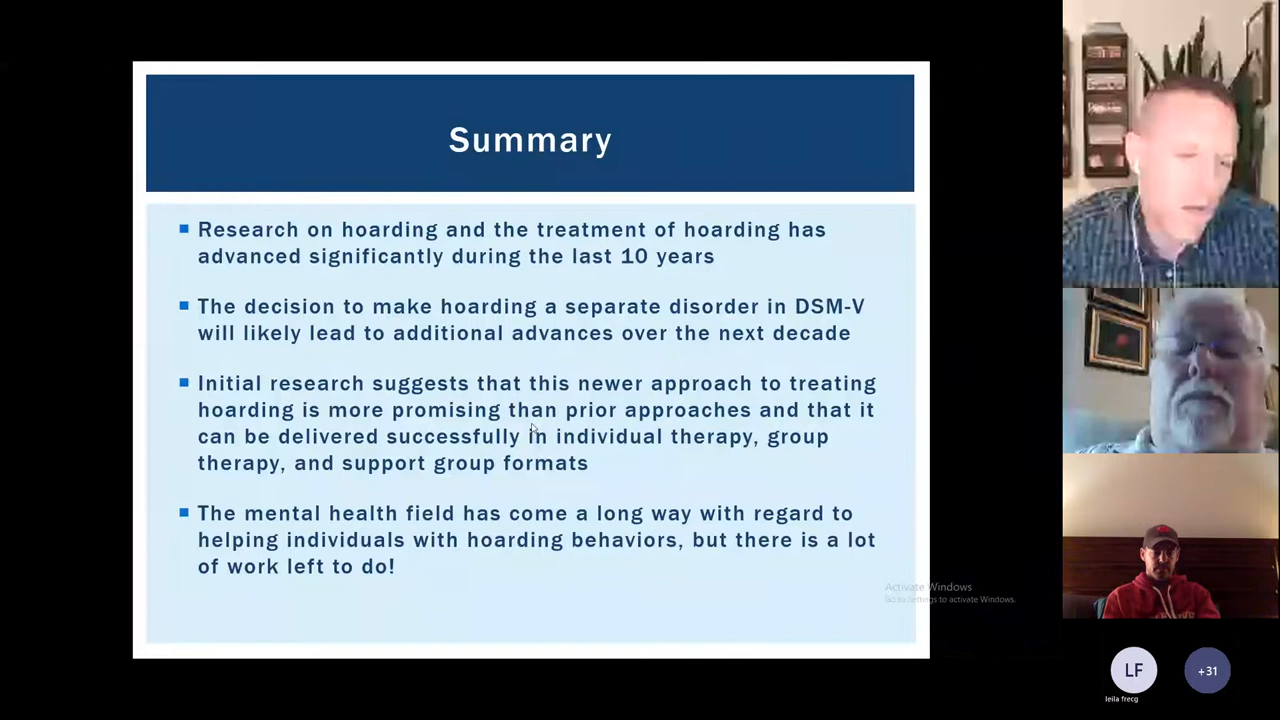 Summary
Research on hoarding and the treatment of hoarding has
advanced significantly during the last 10 years
The decision to make hoarding a separate disorder in DSM-V
will likely lead to additional advances over the next decade
Initial research suggests that this newer approach to treating
hoarding is more promising than prior approaches and that it
can be delivered successfully in individual therapy, group
therapy, and support group formats
The mental health field has come a long way with regard to
helping individuals with hoarding behaviors, but there is a lot
of work left to do!
Activate Windows
Go to Settings to activate Windows.
LF
+31
leila frecg